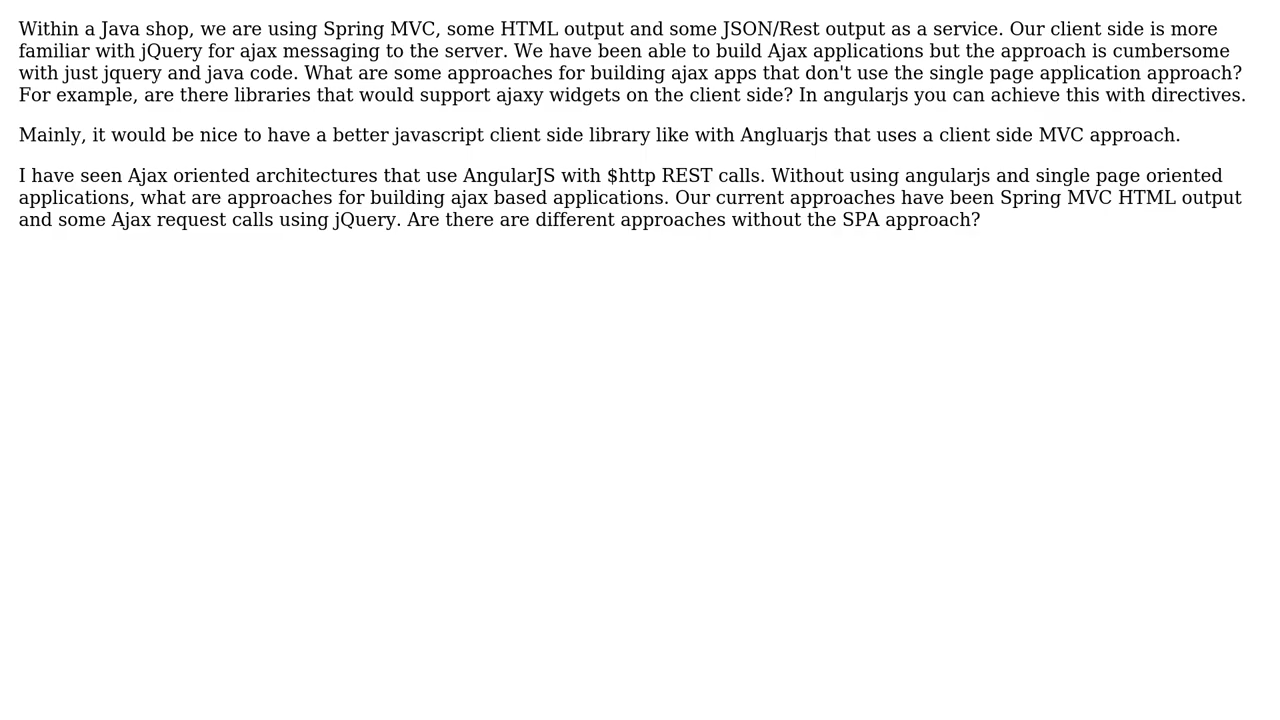 Within a Java shop, we are using Spring MVC, some HTML output and some JSON/Rest output as a service. Our client side is more
familiar with jQuery for ajax messaging to the server. We have been able to build Ajax applications but the approach is cumbersome
with just jquery and java code. What are some approaches for building ajax apps that don't use the single page application approach?
For example, are there libraries that would support ajaxy widgets on the client side? In angularjs you can achieve this with directives.
Mainly, it would be nice to have a better javascript client side library like with Angluarjs that uses a client side MVC approach.
I have seen Ajax oriented architectures that use AngularJS with $http REST calls. Without using angularjs and single page oriented
applications, what are approaches for building ajax based applications. Our current approaches have been Spring MVC HTML output
and some Ajax request calls using jQuery. Are there are different approaches without the SPA approach?